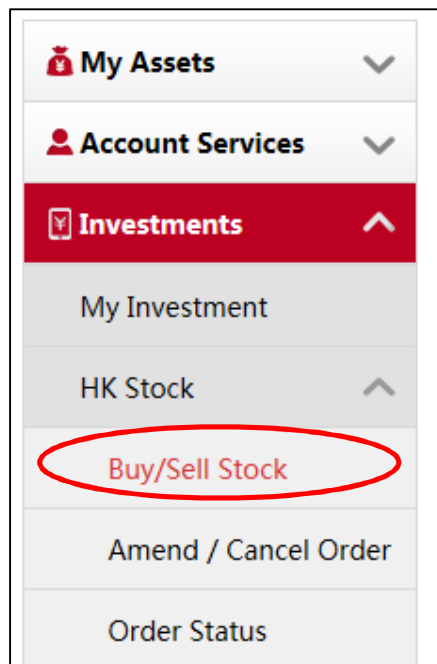 My Assets
Account Services
Investments
My Investment
HK Stock
Buy/Sell Stock
Amend / Cancel Order
Order Status